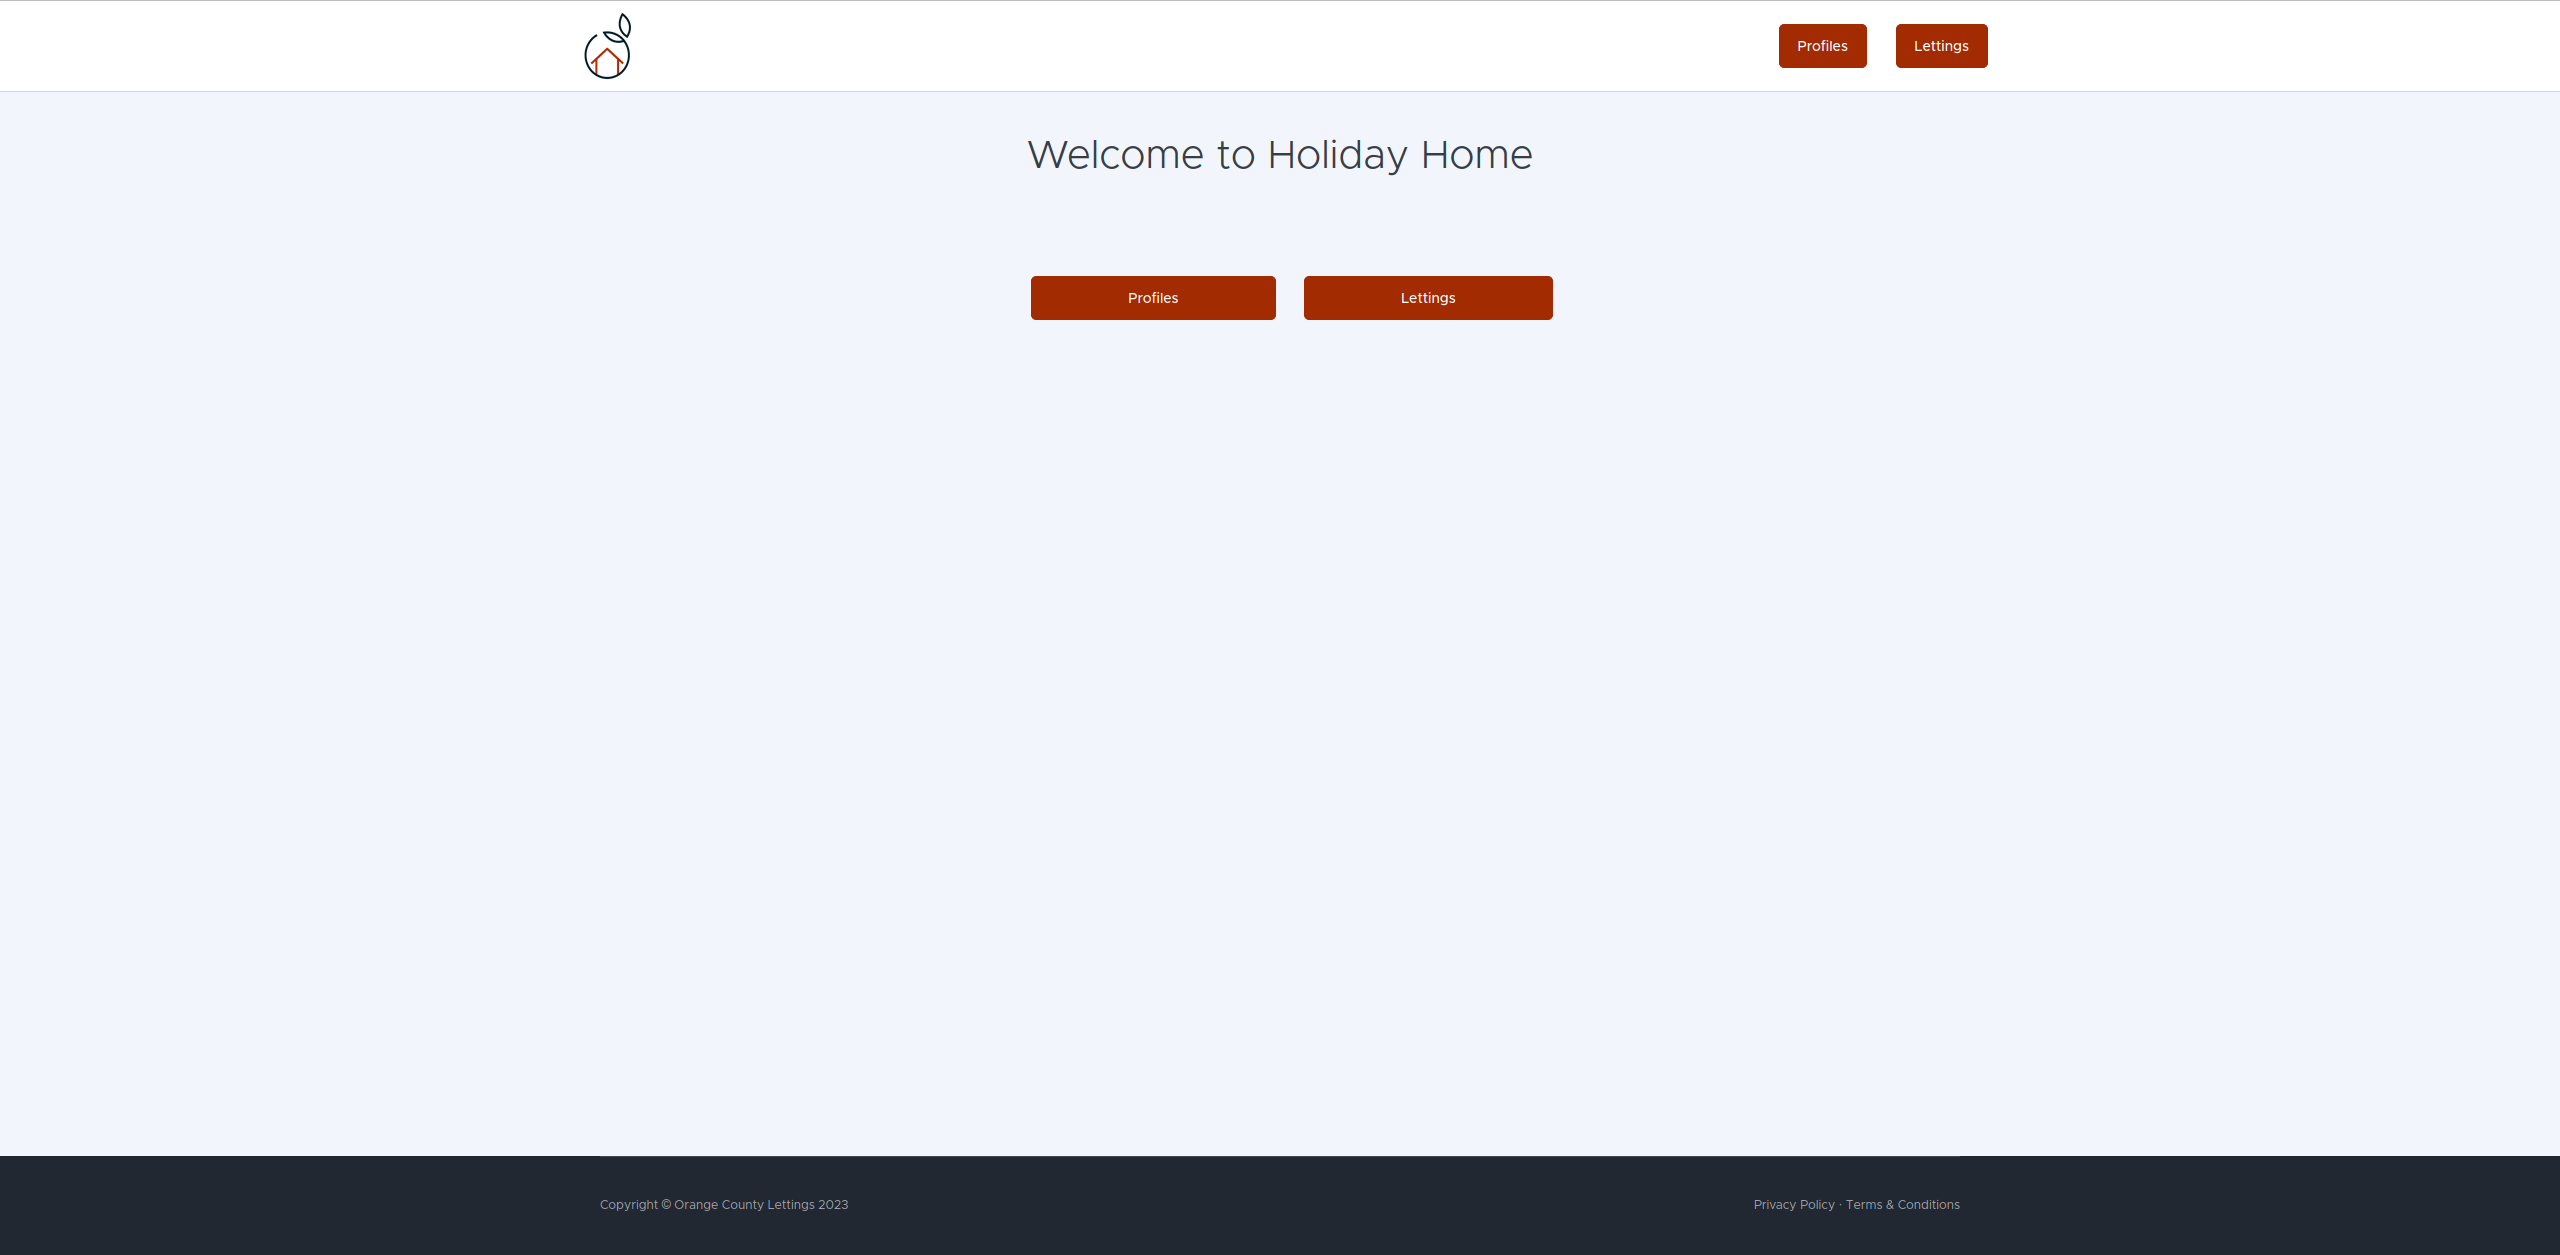 Profiles Lettings
Welcome to Holiday Home
Profiles Lettings
Copyright © Orange County Lettings 2023
Privacy Policy · Terms & Conditions